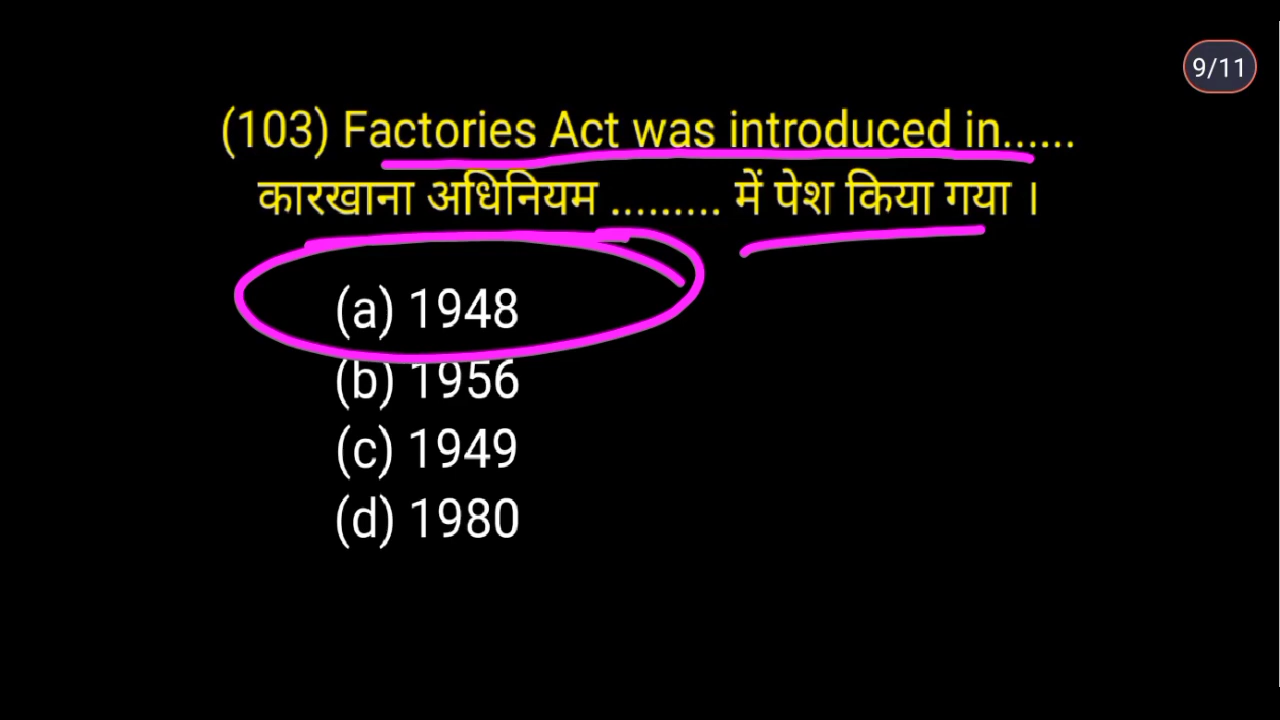 9/11
(103) Factories Act was introduced in......
कारखाना अधिनियम ......... में पेश किया गया ।
(a) 1948
(b) 1956
(c) 1949
(d) 1980